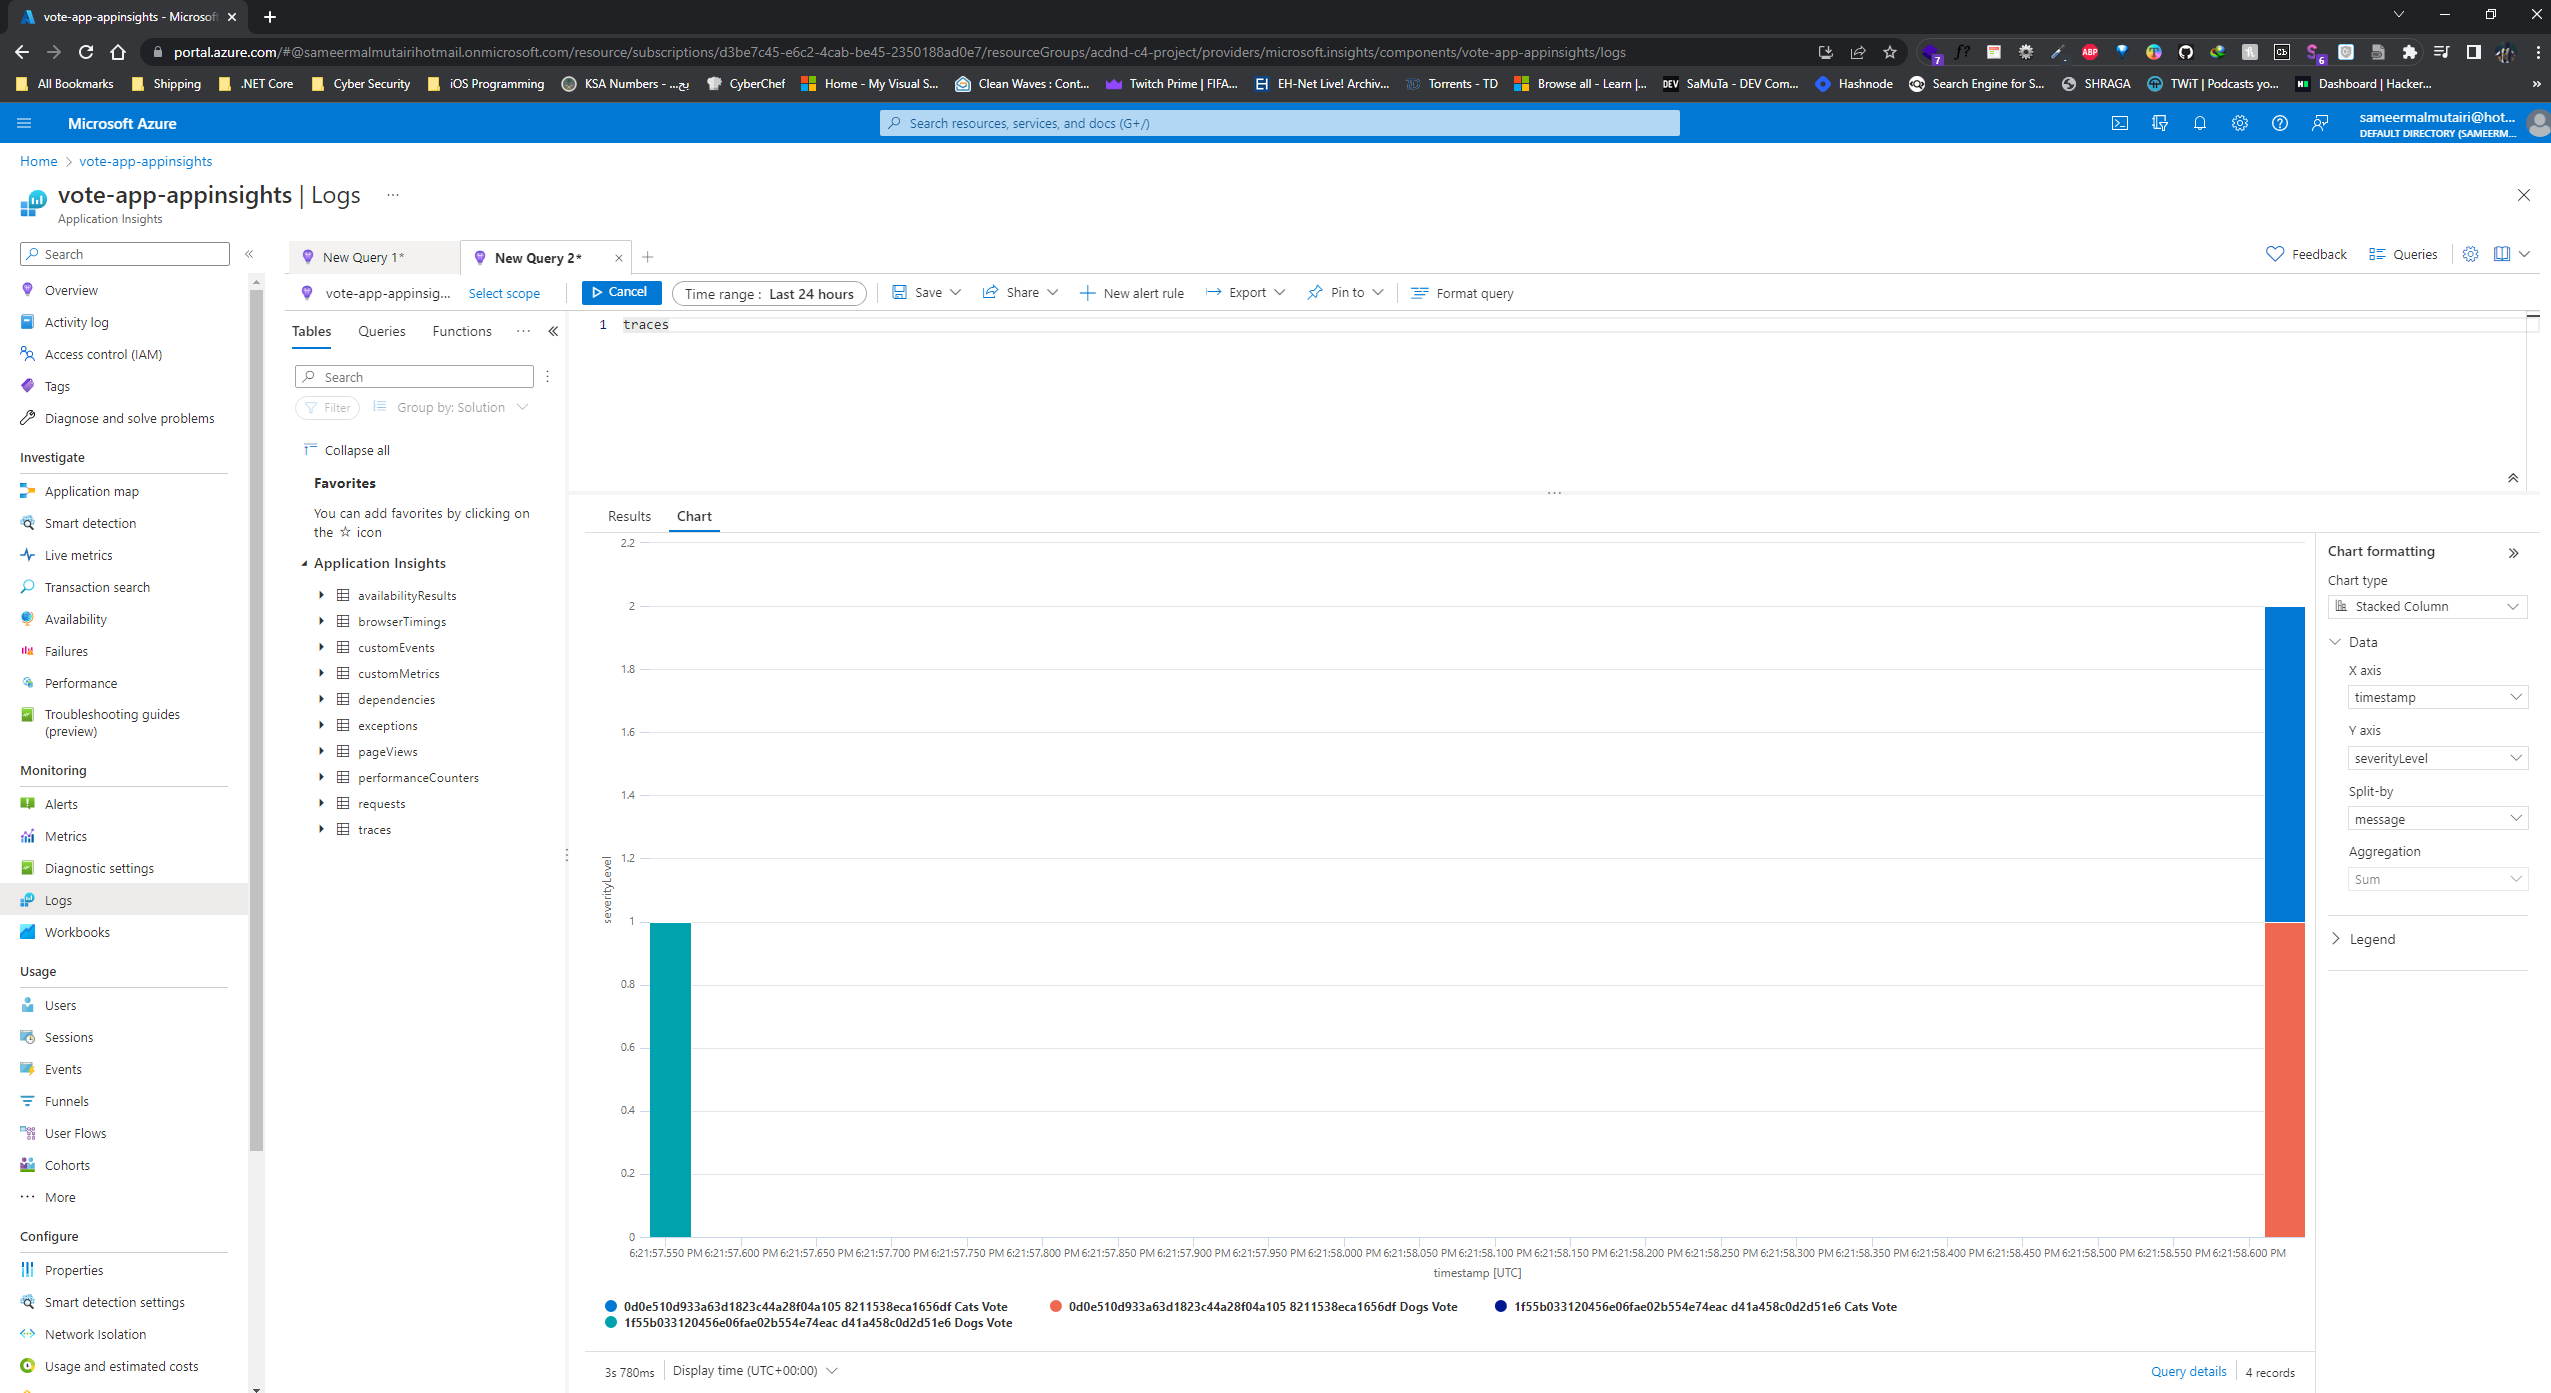 vote-app-appinsights - Microsof
portal.azure.com/#@sameermalmutairihotmail.onmicrosoft.com/resource/subscriptions/d3be7c45-e6c2-4cab-be45-2350188ad0e7/resourceGroups/acdnd-c4-project/providers/microsoft.insights/components/vote-app-appinsights/logs
All Bookmarks Shipping .NET Core Cyber Security iOS Programming KSA Numbers - ... CyberChef Home - My Visual S... Clean Waves : Cont... Twitch Prime | FIFA... EH-Net Live! Archiv... Torrents - TD Browse all - Learn |... SaMuTa - DEV Com... Hashnode Search Engine for S... SHRAGA TWiT | Podcasts yo... Dashboard | Hacker...
Microsoft Azure
Search resources, services, and docs (G+/)
sameermalmutairi@hot...
DEFAULT DIRECTORY (SAMEERM...
Home > vote-app-appinsights
vote-app-appinsights | Logs ...
Application Insights
Search
Overview
Activity log
Access control (IAM)
Tags
Diagnose and solve problems
Investigate
Application map
Smart detection
Live metrics
Transaction search
Availability
Failures
Performance
Troubleshooting guides
(preview)
Monitoring
Alerts
Metrics
Diagnostic settings
Logs
Workbooks
Usage
Users
Sessions
Events
Funnels
User Flows
Cohorts
More
Configure
Properties
Smart detection settings
Network Isolation
Usage and estimated costs
New Query 1*
New Query 2*
Feedback
Queries
vote-app-appinsig...
Select scope
Cancel
Time range : Last 24 hours
Save
Share
New alert rule
Export
Pin to
Format query
Tables
Queries
Functions
Search
Filter
Group by: Solution
Collapse all
Favorites
You can add favorites by clicking on
the ☆ icon
Application Insights
availabilityResults
browserTimings
customEvents
customMetrics
dependencies
exceptions
pageViews
performanceCounters
requests
traces
1 traces
Results
Chart
2.2
2
1.8
1.6
1.4
1.2
1
0.8
0.6
0.4
0.2
0
severityLevel
6:21:57.550 PM 6:21:57.600 PM 6:21:57.650 PM 6:21:57.700 PM 6:21:57.750 PM 6:21:57.800 PM 6:21:57.850 PM 6:21:57.900 PM 6:21:57.950 PM 6:21:58.000 PM 6:21:58.050 PM 6:21:58.100 PM 6:21:58.150 PM 6:21:58.200 PM 6:21:58.250 PM 6:21:58.300 PM 6:21:58.350 PM 6:21:58.400 PM 6:21:58.450 PM 6:21:58.500 PM 6:21:58.550 PM 6:21:58.600 PM
timestamp [UTC]
0d0e510d933a63d1823c44a28f04a105 8211538eca1656df Cats Vote
0d0e510d933a63d1823c44a28f04a105 8211538eca1656df Dogs Vote
1f55b033120456e06fae02b554e74eac d41a458c0d2d51e6 Cats Vote
1f55b033120456e06fae02b554e74eac d41a458c0d2d51e6 Dogs Vote
3s 780ms
Display time (UTC+00:00)
Query details
4 records
Chart formatting
Chart type
Stacked Column
Data
X axis
timestamp
Y axis
severityLevel
Split-by
message
Aggregation
Sum
Legend